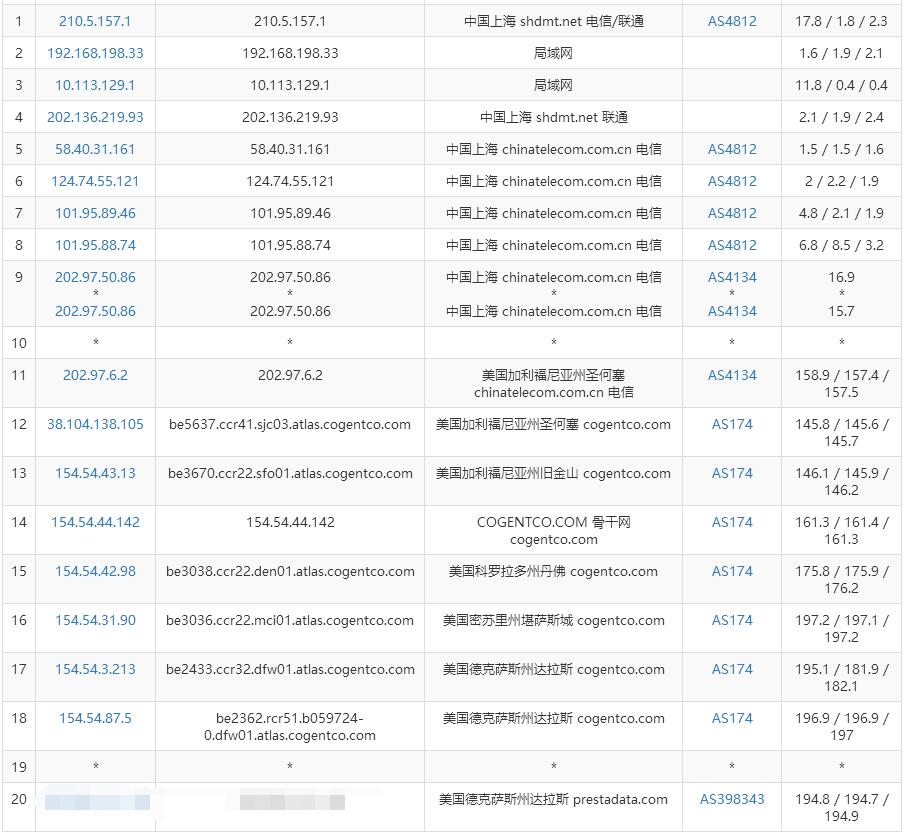 1 210.5.157.1 210.5.157.1 中国上海 shdmt.net 电信/联通 AS4812 17.8 / 1.8 / 2.3
2 192.168.198.33 192.168.198.33 局域网 1.6 / 1.9 / 2.1
3 10.113.129.1 10.113.129.1 局域网 11.8 / 0.4 / 0.4
4 202.136.219.93 202.136.219.93 中国上海 shdmt.net 联通 2.1 / 1.9 / 2.4
5 58.40.31.161 58.40.31.161 中国上海 chinatelecom.com.cn 电信 AS4812 1.5 / 1.5 / 1.6
6 124.74.55.121 124.74.55.121 中国上海 chinatelecom.com.cn 电信 AS4812 2 / 2.2 / 1.9
7 101.95.89.46 101.95.89.46 中国上海 chinatelecom.com.cn 电信 AS4812 4.8 / 2.1 / 1.9
8 101.95.88.74 101.95.88.74 中国上海 chinatelecom.com.cn 电信 AS4812 6.8 / 8.5 / 3.2
9 202.97.50.86 202.97.50.86 中国上海 chinatelecom.com.cn 电信 AS4134 16.9
* * * * *
202.97.50.86 202.97.50.86 中国上海 chinatelecom.com.cn 电信 AS4134 15.7
10 * * * * *
11 202.97.6.2 202.97.6.2 美国加利福尼亚州圣何塞 AS4134 158.9 / 157.4 /
chinatelecom.com.cn 电信 157.5
12 38.104.138.105 be5637.ccr41.sjc03.atlas.cogentco.com 美国加利福尼亚州圣何塞 cogentco.com AS174 145.8 / 145.6 /
145.7
13 154.54.43.13 be3670.ccr22.sfo01.atlas.cogentco.com 美国加利福尼亚州旧金山 cogentco.com AS174 146.1 / 145.9 /
146.2
14 154.54.44.142 154.54.44.142 COGENTCO.COM 骨干网 AS174 161.3 / 161.4 /
cogentco.com 161.3
15 154.54.42.98 be3038.ccr22.den01.atlas.cogentco.com 美国科罗拉多州丹佛 cogentco.com AS174 175.8 / 175.9 /
176.2
16 154.54.31.90 be3036.ccr22.mci01.atlas.cogentco.com 美国密苏里州堪萨斯城 cogentco.com AS174 197.2 / 197.1 /
197.2
17 154.54.3.213 be2433.ccr32.dfw01.atlas.cogentco.com 美国德克萨斯州达拉斯 cogentco.com AS174 195.1 / 181.9 /
182.1
18 154.54.87.5 be2362.rcr51.b059724- 美国德克萨斯州达拉斯 cogentco.com AS174 196.9 / 196.9 /
0.dfw01.atlas.cogentco.com 197
19 * * * * *
20 美国德克萨斯州达拉斯 prestadata.com AS398343 194.8 / 194.7 /
194.9